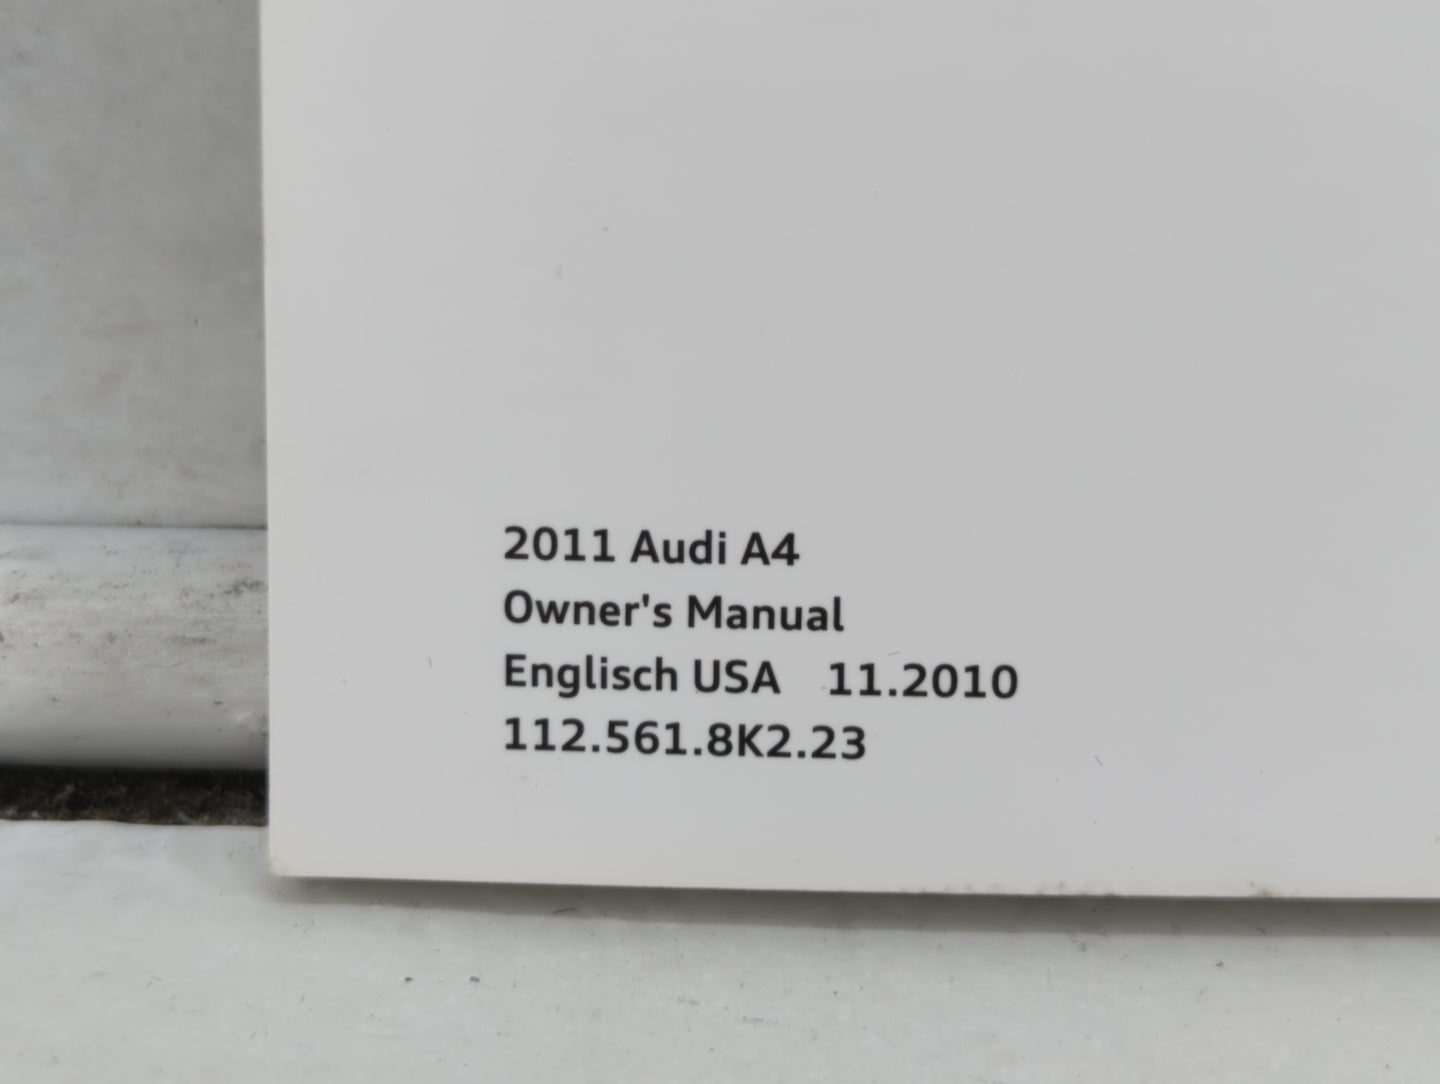 2011 Audi A4
Owner's Manual
Englisch USA 11.2010
112.561.8K2.23